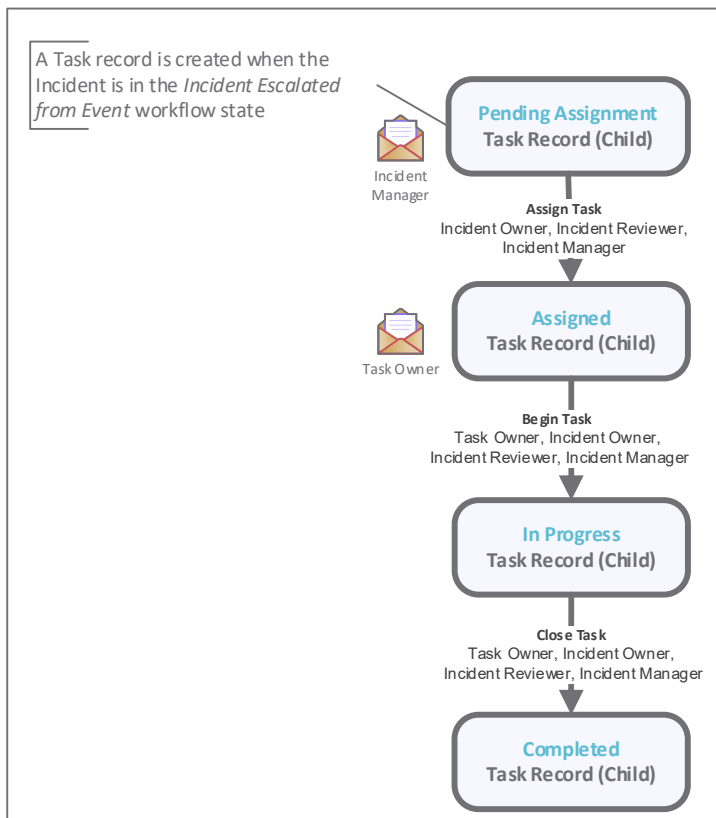 A Task record is created when the
Incident is in the Incident Escalated
from Event workflow state
Pending Assignment
Task Record (Child)
Incident
Manager
Assign Task
Incident Owner, Incident Reviewer,
Incident Manager
Assigned
Task Record (Child)
Task Owner
Begin Task
Task Owner, Incident Owner,
Incident Reviewer, Incident Manager
In Progress
Task Record (Child)
Close Task
Task Owner, Incident Owner,
Incident Reviewer, Incident Manager
Completed
Task Record (Child)